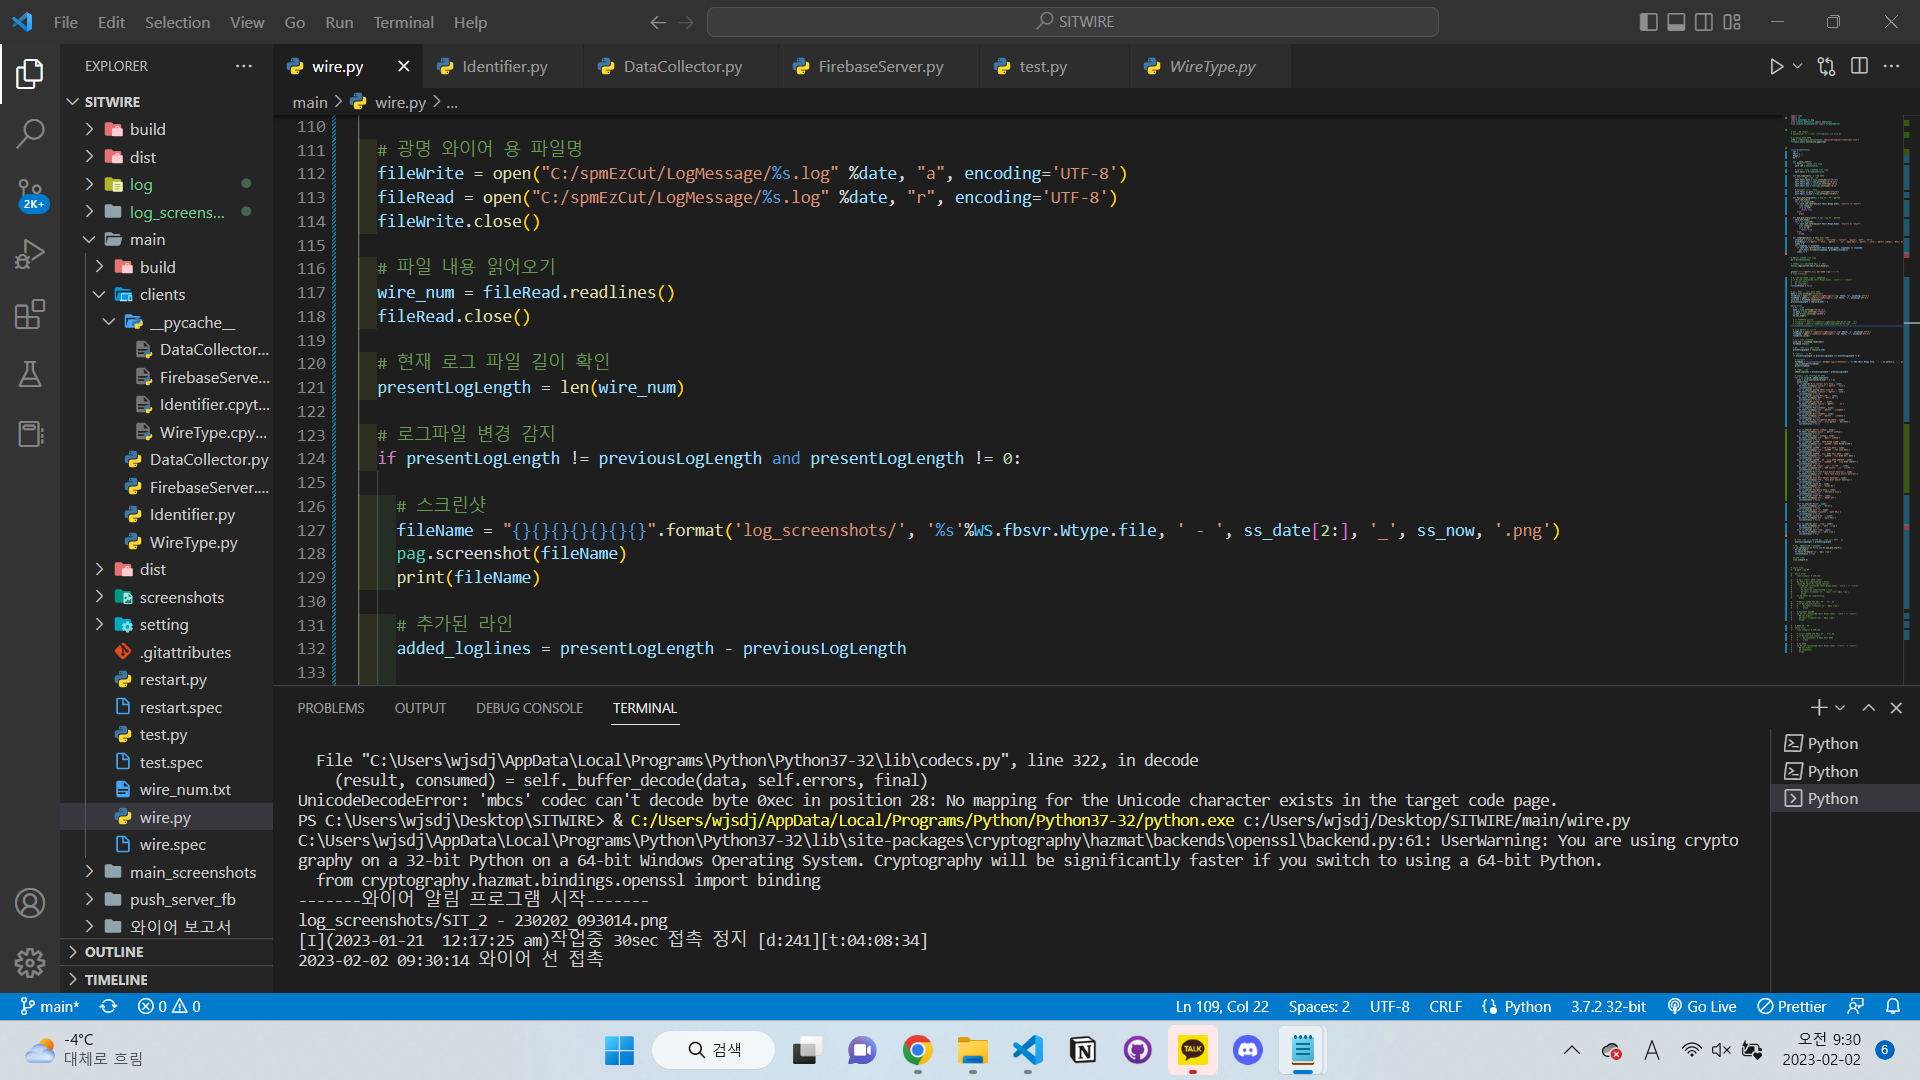 File Edit Selection View Go Run Terminal Help
SITWIRE
EXPLORER
wire.py
Identifier.py
DataCollector.py
FirebaseServer.py
test.py
WireType.py
main > wire.py > ...
SITWIRE
build
dist
log
log_screens...
main
build
clients
__pycache__
DataCollector...
FirebaseServe...
Identifier.cpyt...
WireType.cpy...
DataCollector.py
FirebaseServer....
Identifier.py
WireType.py
dist
screenshots
setting
.gitattributes
restart.py
restart.spec
test.py
test.spec
wire_num.txt
wire.py
wire.spec
main_screenshots
push_server_fb
와이어 보고서
OUTLINE
TIMELINE
2K+
110
111 # 광명 와이어 용 파일명
112 fileWrite = open("C:/spmEzCut/LogMessage/%s.log" %date, "a", encoding='UTF-8')
113 fileRead = open("C:/spmEzCut/LogMessage/%s.log" %date, "r", encoding='UTF-8')
114 fileWrite.close()
115
116 # 파일 내용 읽어오기
117 wire_num = fileRead.readlines()
118 fileRead.close()
119
120 # 현재 로그 파일 길이 확인
121 presentLogLength = len(wire_num)
122
123 # 로그파일 변경 감지
124 if presentLogLength != previousLogLength and presentLogLength != 0:
125
126 # 스크린샷
127 fileName = "{}{}{}{}{}{}{}".format('log_screenshots/', '%s'%WS.fbsvr.Wtype.file, ' - ', ss_date[2:], '_', ss_now, '.png')
128 pag.screenshot(fileName)
129 print(fileName)
130
131 # 추가된 라인
132 added_loglines = presentLogLength - previousLogLength
133
PROBLEMS OUTPUT DEBUG CONSOLE TERMINAL
File "C:\Users\wjsdj\AppData\Local\Programs\Python\Python37-32\lib\codecs.py", line 322, in decode
(result, consumed) = self._buffer_decode(data, self.errors, final)
UnicodeDecodeError: 'mbcs' codec can't decode byte 0xec in position 28: No mapping for the Unicode character exists in the target code page.
PS C:\Users\wjsdj\Desktop\SITWIRE> & C:/Users/wjsdj/AppData/Local/Programs/Python/Python37-32/python.exe c:/Users/wjsdj/Desktop/SITWIRE/main/wire.py
C:\Users\wjsdj\AppData\Local\Programs\Python\Python37-32\lib\site-packages\cryptography\hazmat\backends\openssl\backend.py:61: UserWarning: You are using crypto
graphy on a 32-bit Python on a 64-bit Windows Operating System. Cryptography will be significantly faster if you switch to using a 64-bit Python.
from cryptography.hazmat.bindings.openssl import binding
-------와이어 알림 프로그램 시작-------
log_screenshots/SIT_2 - 230202_093014.png
[I](2023-01-21  12:17:25 am)작업중 30sec 접촉 정지 [d:241][t:04:08:34]
2023-02-02 09:30:14 와이어 선 접촉
Python
Python
Python
main* 0 0 Ln 109, Col 22 Spaces: 2 UTF-8 CRLF Python 3.7.2 32-bit Go Live Prettier
-4°C
대체로 흐림
검색
TALK
A
오전 9:30
2023-02-02
6